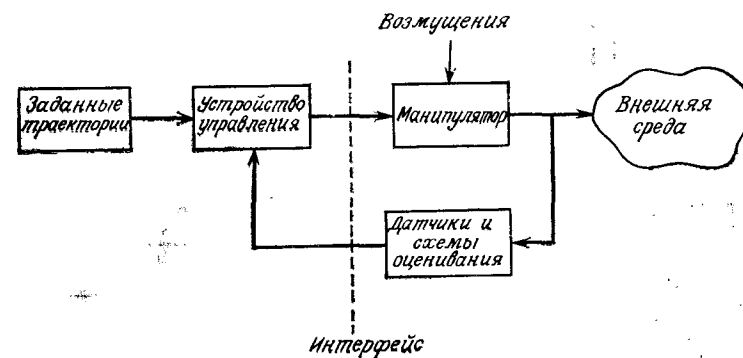 Возмущения
Заданные
траектории
Устройство
управления
Манипулятор
Внешняя
среда
Датчики и
схемы
оценивания
Интерфейс